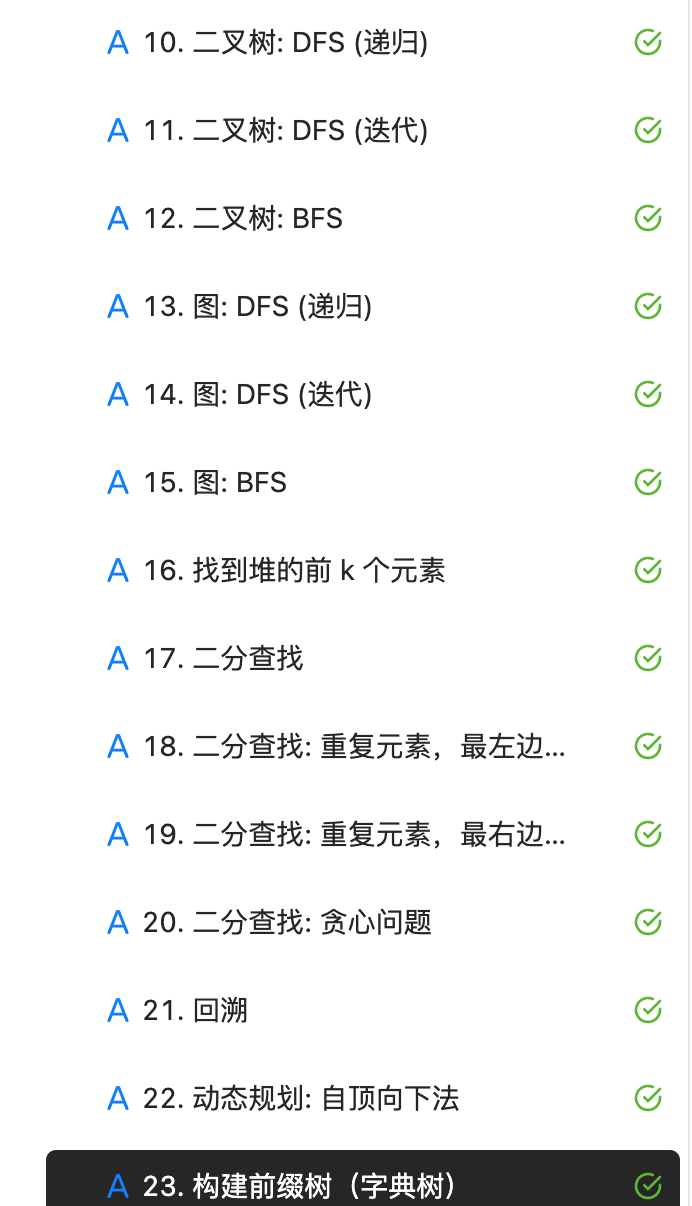 A 10. 二叉树: DFS (递归)
A 11. 二叉树: DFS (迭代)
A 12. 二叉树: BFS
A 13. 图: DFS (递归)
A 14. 图: DFS (迭代)
A 15. 图: BFS
A 16. 找到堆的前 k 个元素
A 17. 二分查找
A 18. 二分查找: 重复元素，最左边...
A 19. 二分查找: 重复元素，最右边...
A 20. 二分查找: 贪心问题
A 21. 回溯
A 22. 动态规划: 自顶向下法
A 23. 构建前缀树（字典树）